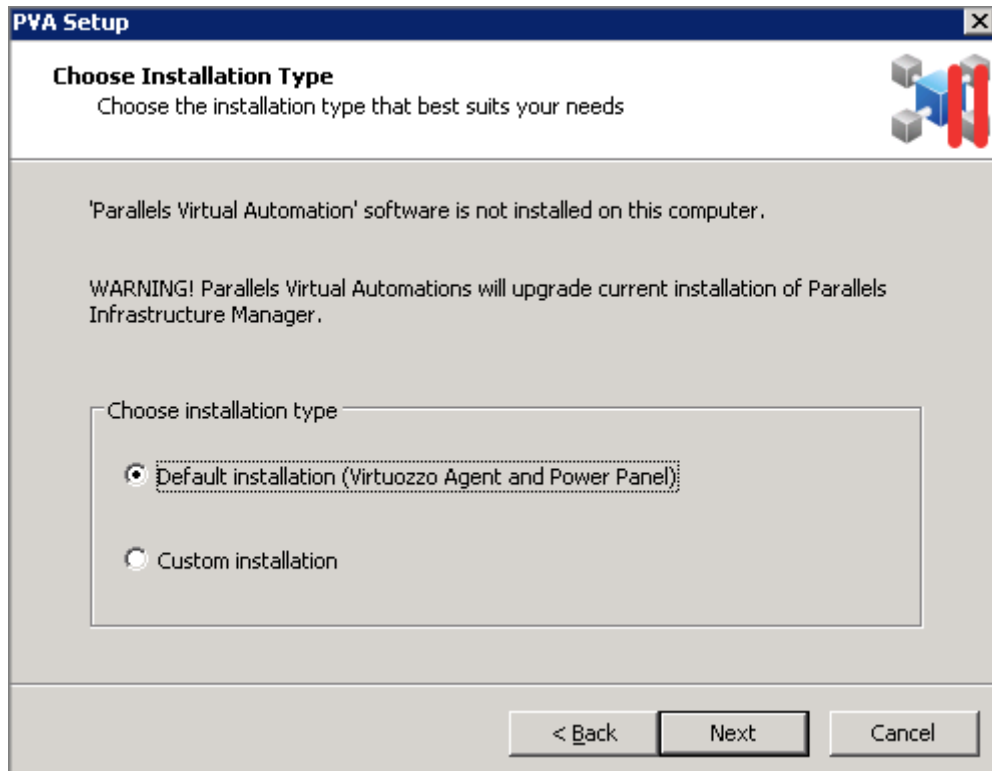 PVA Setup
Choose Installation Type
Choose the installation type that best suits your needs
'Parallels Virtual Automation' software is not installed on this computer.
WARNING! Parallels Virtual Automations will upgrade current installation of Parallels
Infrastructure Manager.
Choose installation type
Default installation (Virtuozzo Agent and Power Panel)
Custom installation
< Back
Next
Cancel